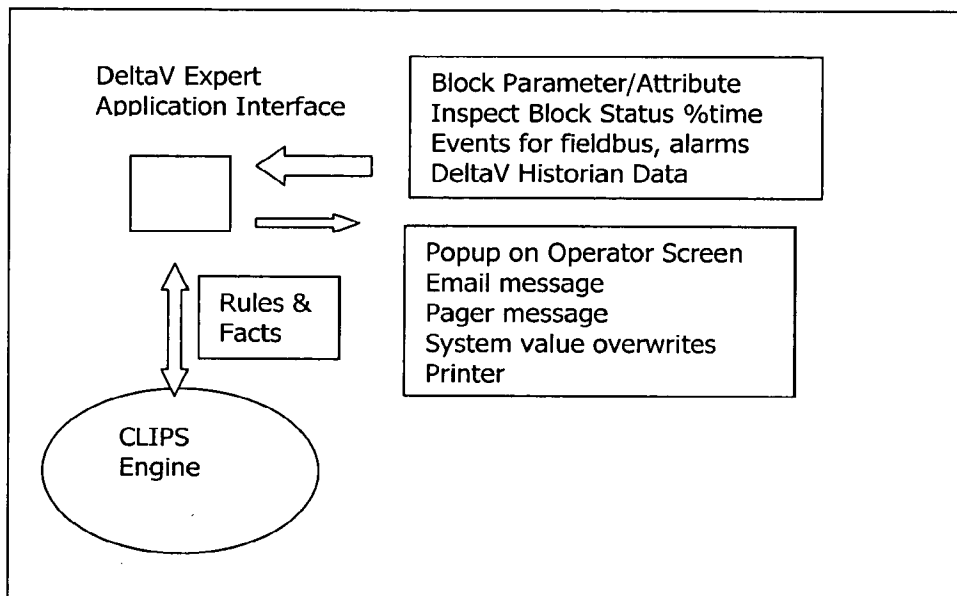 DeltaV Expert
Application Interface
Block Parameter/Attribute
Inspect Block Status %time
Events for fieldbus, alarms
DeltaV Historian Data
Popup on Operator Screen
Email message
Pager message
System value overwrites
Printer
Rules &
Facts
CLIPS
Engine